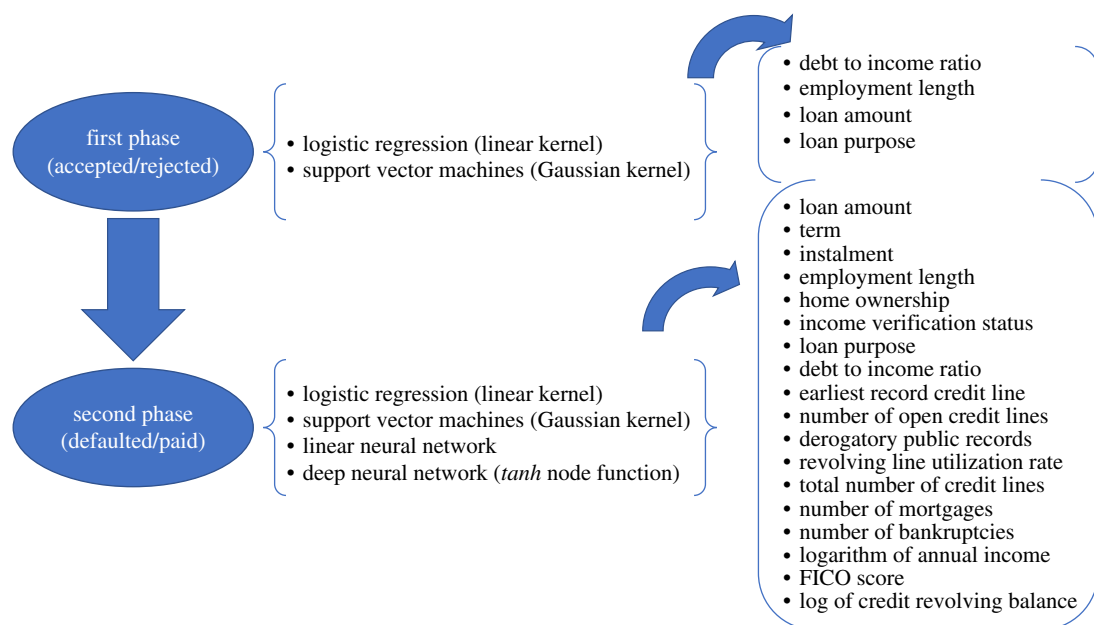 first phase
(accepted/rejected)
• logistic regression (linear kernel)
• support vector machines (Gaussian kernel)
• debt to income ratio
• employment length
• loan amount
• loan purpose
second phase
(defaulted/paid)
• logistic regression (linear kernel)
• support vector machines (Gaussian kernel)
• linear neural network
• deep neural network (tanh node function)
• loan amount
• term
• instalment
• employment length
• home ownership
• income verification status
• loan purpose
• debt to income ratio
• earliest record credit line
• number of open credit lines
• derogatory public records
• revolving line utilization rate
• total number of credit lines
• number of mortgages
• number of bankruptcies
• logarithm of annual income
• FICO score
• log of credit revolving balance